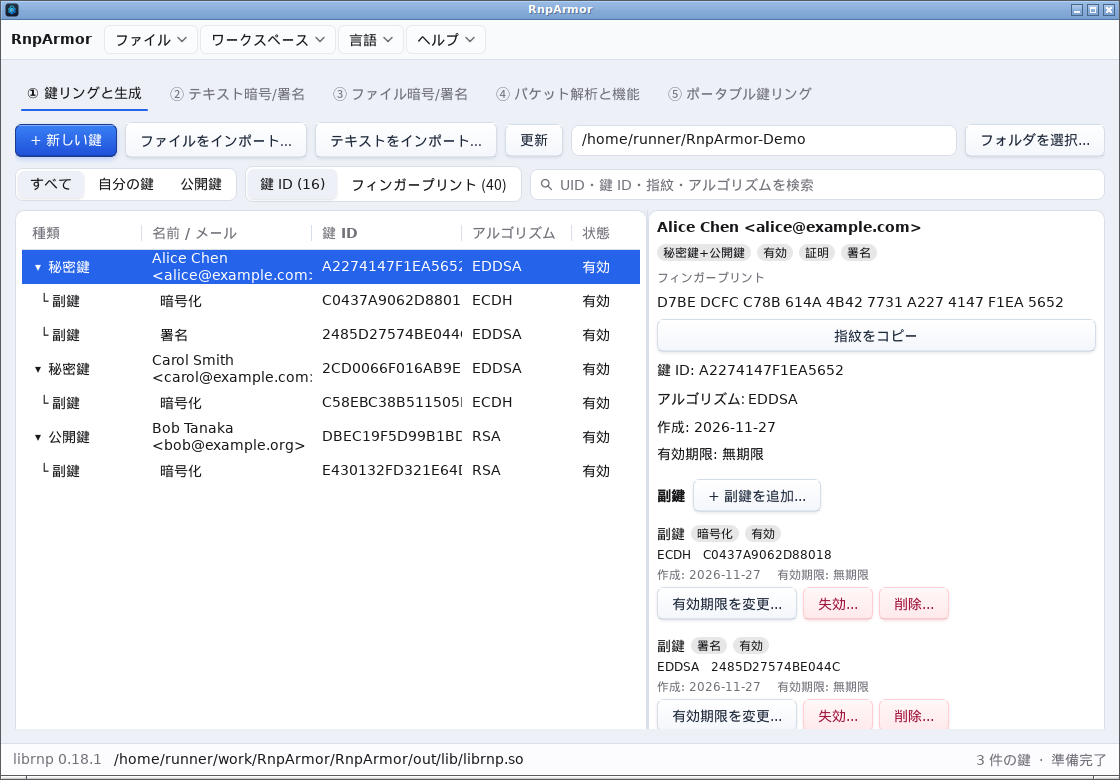 RnpArmor
RnpArmor ファイル ワークスペース 言語 ヘルプ
① 鍵リングと生成 ② テキスト暗号/署名 ③ ファイル暗号/署名 ④ パケット解析と機能 ⑤ ポータブル鍵リング
+ 新しい鍵 ファイルをインポート... テキストをインポート... 更新 /home/runner/RnpArmor-Demo フォルダを選択...
すべて 自分の鍵 公開鍵 鍵 ID (16) フィンガープリント (40) UID・鍵 ID・指紋・アルゴリズムを検索
種類 名前 / メール 鍵 ID アルゴリズム 状態
▾ 秘密鍵 Alice Chen <alice@example.com> A2274147F1EA5652 EDDSA 有効
└ 副鍵 暗号化 C0437A9062D8801 ECDH 有効
└ 副鍵 署名 2485D27574BE044 EDDSA 有効
▾ 秘密鍵 Carol Smith <carol@example.com> 2CD0066F016AB9E EDDSA 有効
└ 副鍵 暗号化 C58EBC38B511505 ECDH 有効
▾ 公開鍵 Bob Tanaka <bob@example.org> DBEC19F5D99B1BD RSA 有効
└ 副鍵 暗号化 E430132FD321E64 RSA 有効
Alice Chen <alice@example.com>
秘密鍵+公開鍵 有効 証明 署名
フィンガープリント
D7BE DCFC C78B 614A 4B42 7731 A227 4147 F1EA 5652
指紋をコピー
鍵 ID: A2274147F1EA5652
アルゴリズム: EDDSA
作成: 2026-11-27
有効期限: 無期限
副鍵 + 副鍵を追加...
副鍵 暗号化 有効
ECDH C0437A9062D88018
作成: 2026-11-27 有効期限: 無期限
有効期限を変更... 失効... 削除...
副鍵 署名 有効
EDDSA 2485D27574BE044C
作成: 2026-11-27 有効期限: 無期限
有効期限を変更... 失効... 削除...
librnp 0.18.1 /home/runner/work/RnpArmor/RnpArmor/out/lib/librnp.so 3 件の鍵 · 準備完了